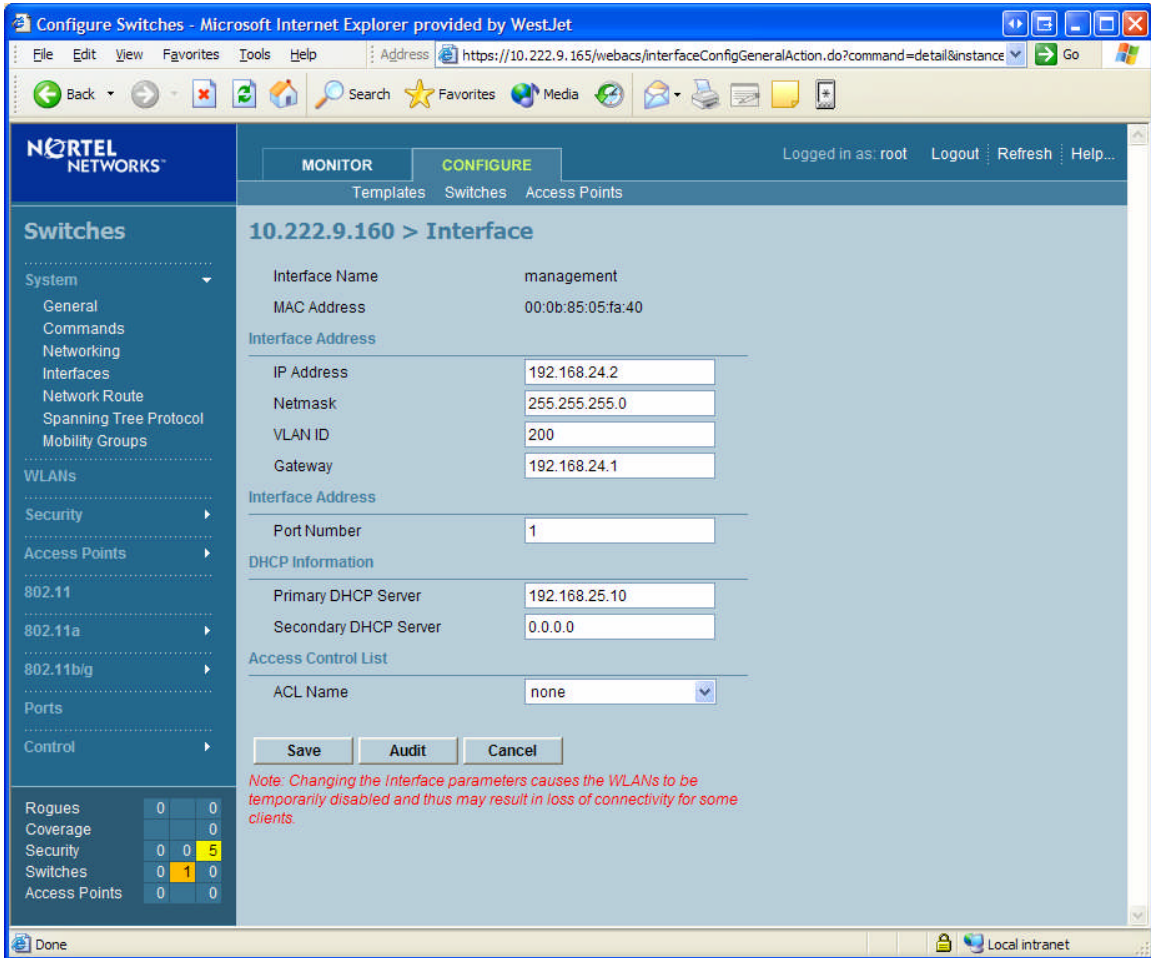 Configure Switches - Microsoft Internet Explorer provided by WestJet
File Edit View Favorites Tools Help Address https://10.222.9.165/webacs/interfaceConfigGeneralAction.do?command=detail&instance Go
Back Search Favorites Media
NORTEL
NETWORKS
MONITOR CONFIGURE Logged in as: root Logout Refresh Help...
Templates Switches Access Points
Switches
System
General
Commands
Networking
Interfaces
Network Route
Spanning Tree Protocol
Mobility Groups
WLANs
Security
Access Points
802.11
802.11a
802.11b/g
Ports
Control
Rogues 0 0
Coverage 0
Security 0 0 5
Switches 0 1 0
Access Points 0 0
10.222.9.160 > Interface
Interface Name management
MAC Address 00:0b:85:05:fa:40
Interface Address
IP Address 192.168.24.2
Netmask 255.255.255.0
VLAN ID 200
Gateway 192.168.24.1
Interface Address
Port Number 1
DHCP Information
Primary DHCP Server 192.168.25.10
Secondary DHCP Server 0.0.0.0
Access Control List
ACL Name none
Save Audit Cancel
Note: Changing the Interface parameters causes the WLANs to be
temporarily disabled and thus may result in loss of connectivity for some
clients.
Done Local intranet